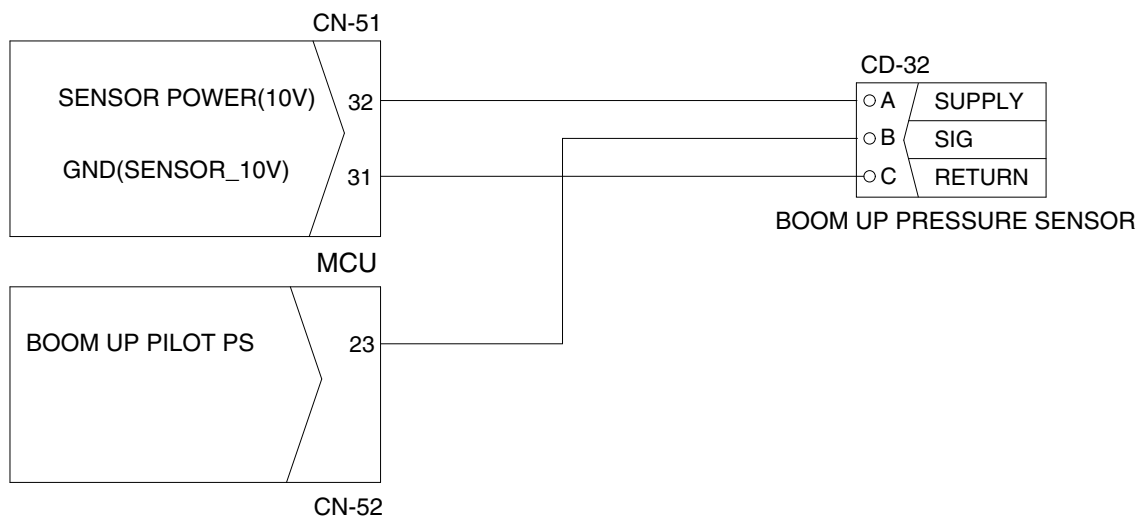 CN-51
SENSOR POWER(10V)
32
GND(SENSOR_10V)
31
MCU
BOOM UP PILOT PS
23
CN-52
CD-32
A
SUPPLY
B
SIG
C
RETURN
BOOM UP PRESSURE SENSOR